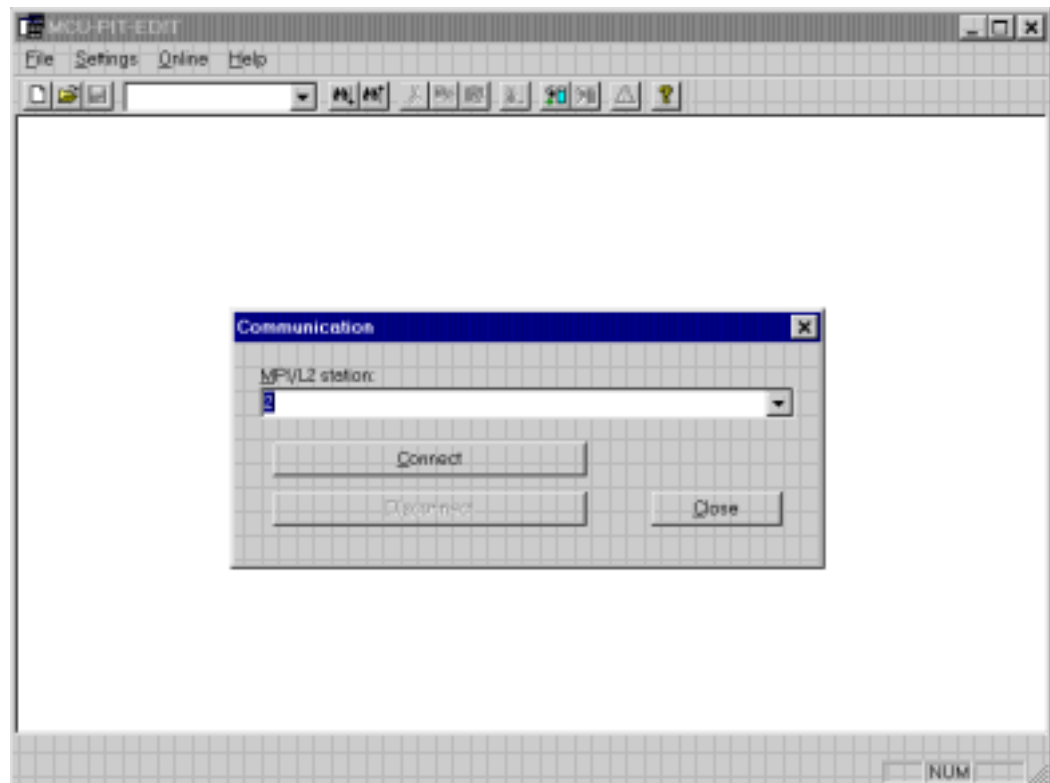 MCU-PIT-EDIT
File Settings Online Help
Communication
MPI/L2 station:
2
Connect
Disconnect
Close
NUM